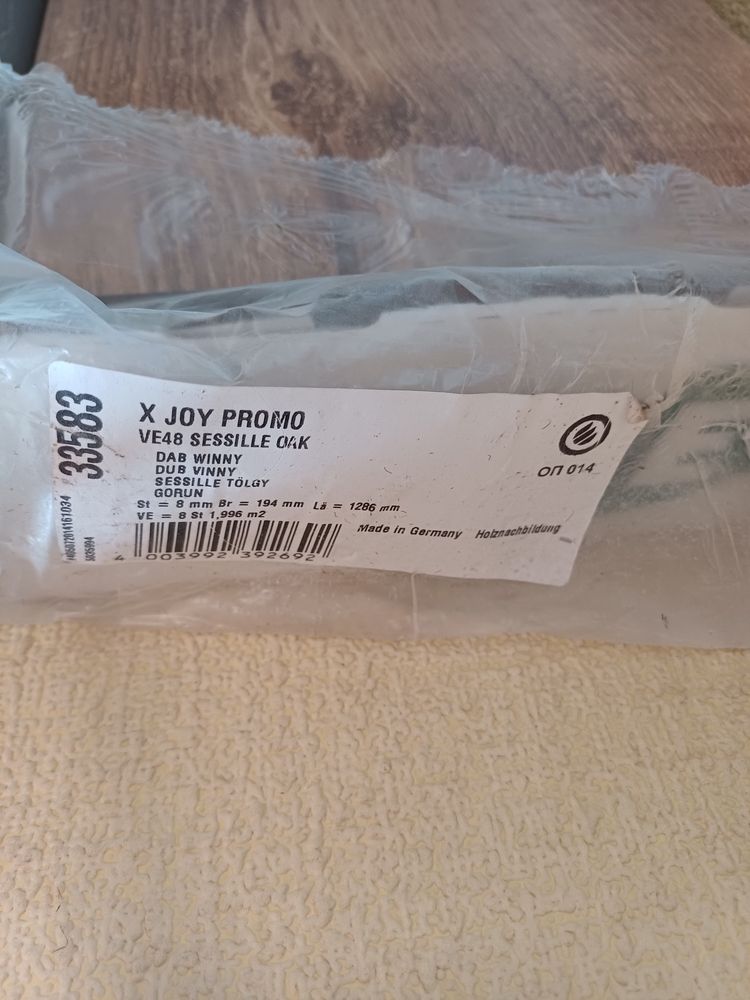 33583
X JOY PROMO
VE48 SESSILLE OAK
DAB WINNY
DUB VINNY
SESSILLE TÖLGY
GORUN
St = 8 mm Br = 194 mm Lä = 1286 mm
VE = 8 St 1,996 m2
Made in Germany Holznachbildung
4 003992 392692
ОП 014